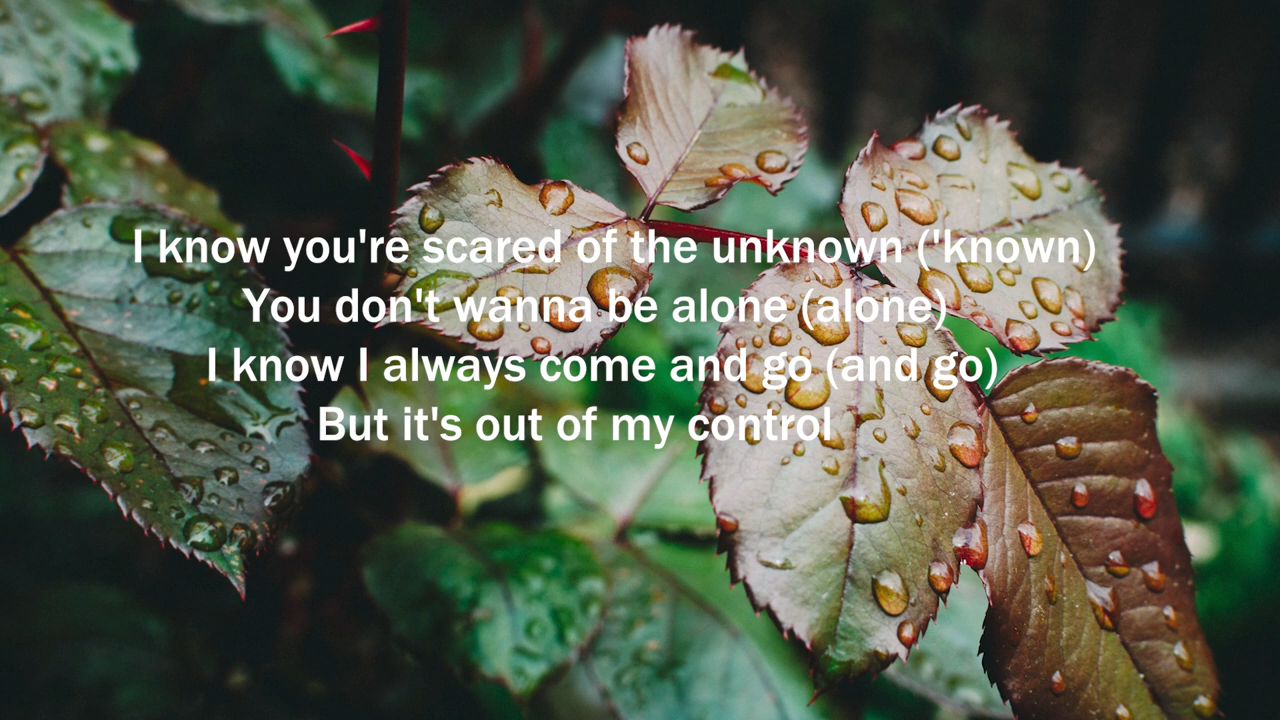 I know you're scared of the unknown ('known)
You don't wanna be alone (alone)
I know I always come and go (and go)
But it's out of my control